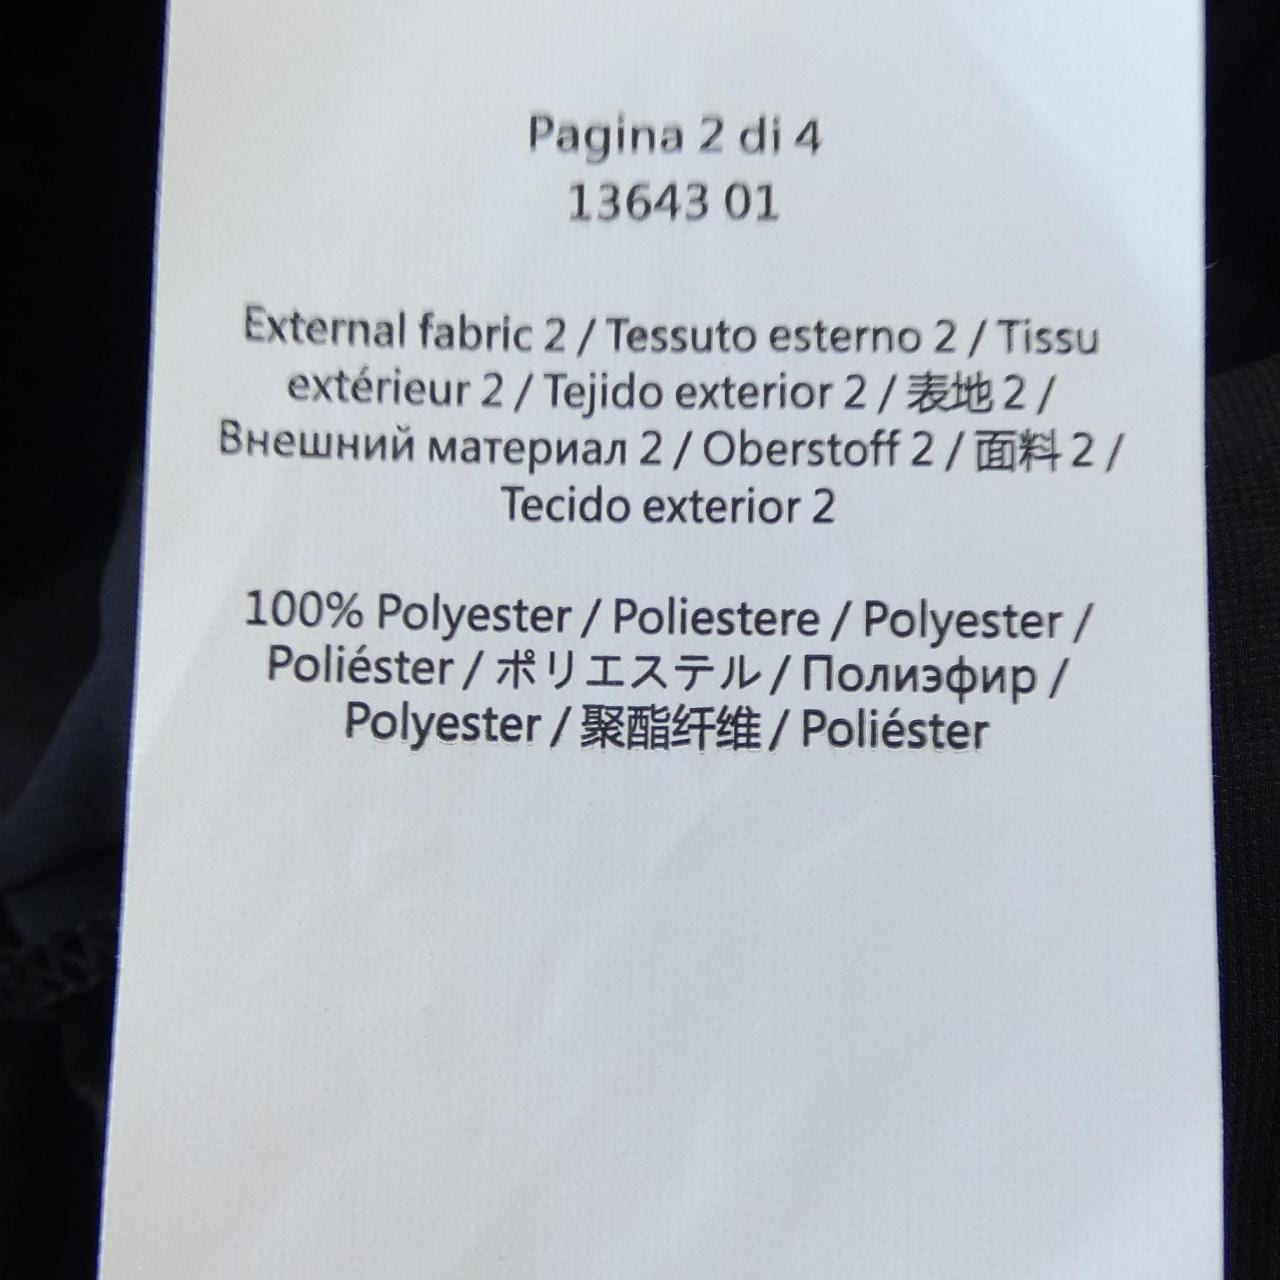 Pagina 2 di 4
13643 01
External fabric 2 / Tessuto esterno 2 / Tissu
extérieur 2 / Tejido exterior 2 / 表地 2 /
Внешний материал 2 / Oberstoff 2 / 面料 2 /
Tecido exterior 2
100% Polyester / Poliestere / Polyester /
Poliéster / ポリエステル / Полиэфир /
Polyester / 聚酯纤维 / Poliéster